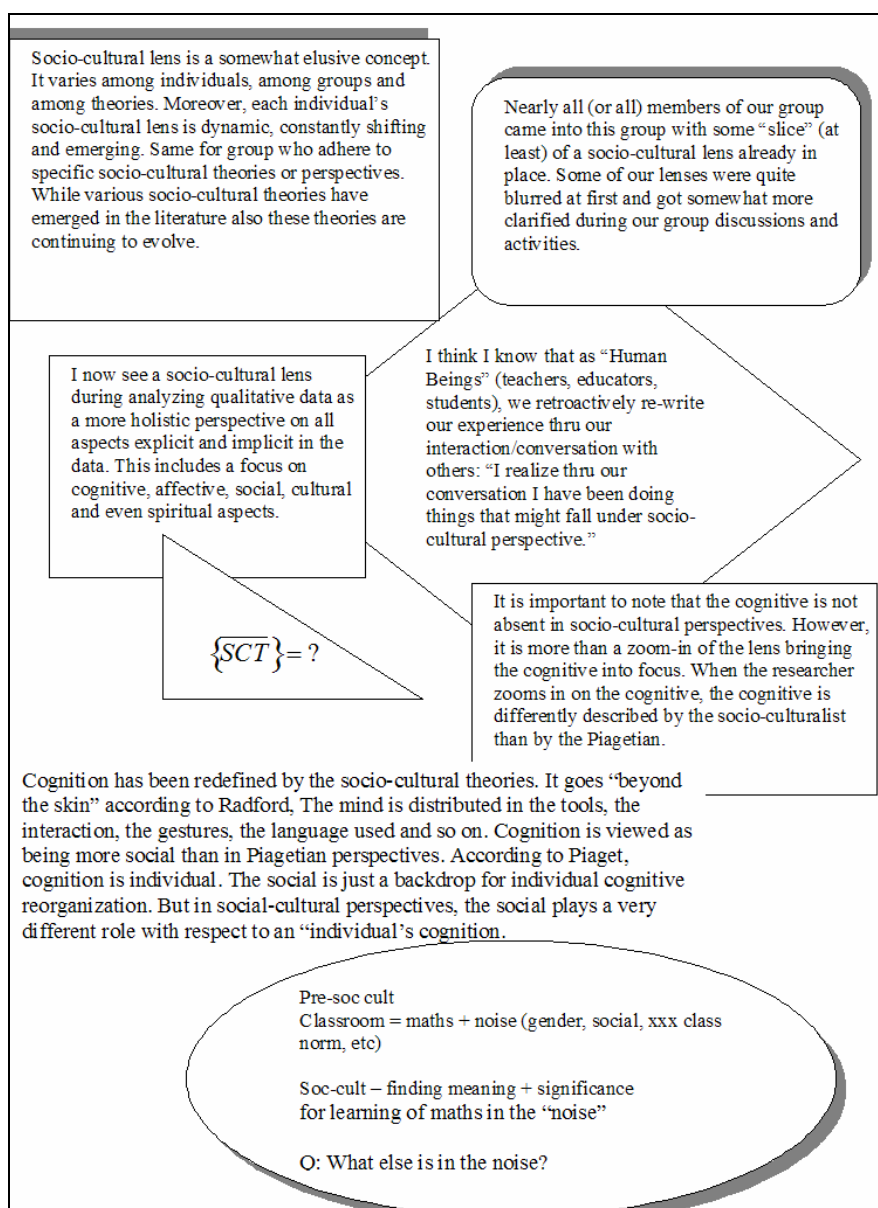 Socio-cultural lens is a somewhat elusive concept.
It varies among individuals, among groups and
among theories. Moreover, each individual's
socio-cultural lens is dynamic, constantly shifting
and emerging. Same for group who adhere to
specific socio-cultural theories or perspectives.
While various socio-cultural theories have
emerged in the literature also these theories are
continuing to evolve.
Nearly all (or all) members of our group
came into this group with some “slice” (at
least) of a socio-cultural lens already in
place. Some of our lenses were quite
blurred at first and got somewhat more
clarified during our group discussions and
activities.
I now see a socio-cultural lens
during analyzing qualitative data as
a more holistic perspective on all
aspects explicit and implicit in the
data. This includes a focus on
cognitive, affective, social, cultural
and even spiritual aspects.
I think I know that as “Human
Beings” (teachers, educators,
students), we retroactively re-write
our experience thru our
interaction/conversation with
others: “I realize thru our
conversation I have been doing
things that might fall under socio-
cultural perspective.”
{\overline{SCT}} = ?
It is important to note that the cognitive is not
absent in socio-cultural perspectives. However,
it is more than a zoom-in of the lens bringing
the cognitive into focus. When the researcher
zooms in on the cognitive, the cognitive is
differently described by the socio-culturalist
than by the Piagetian.
Cognition has been redefined by the socio-cultural theories. It goes “beyond
the skin” according to Radford, The mind is distributed in the tools, the
interaction, the gestures, the language used and so on. Cognition is viewed as
being more social than in Piagetian perspectives. According to Piaget,
cognition is individual. The social is just a backdrop for individual cognitive
reorganization. But in social-cultural perspectives, the social plays a very
different role with respect to an “individual’s cognition.
Pre-soc cult
Classroom = maths + noise (gender, social, xxx class
norm, etc)
Soc-cult – finding meaning + significance
for learning of maths in the “noise”
Q: What else is in the noise?